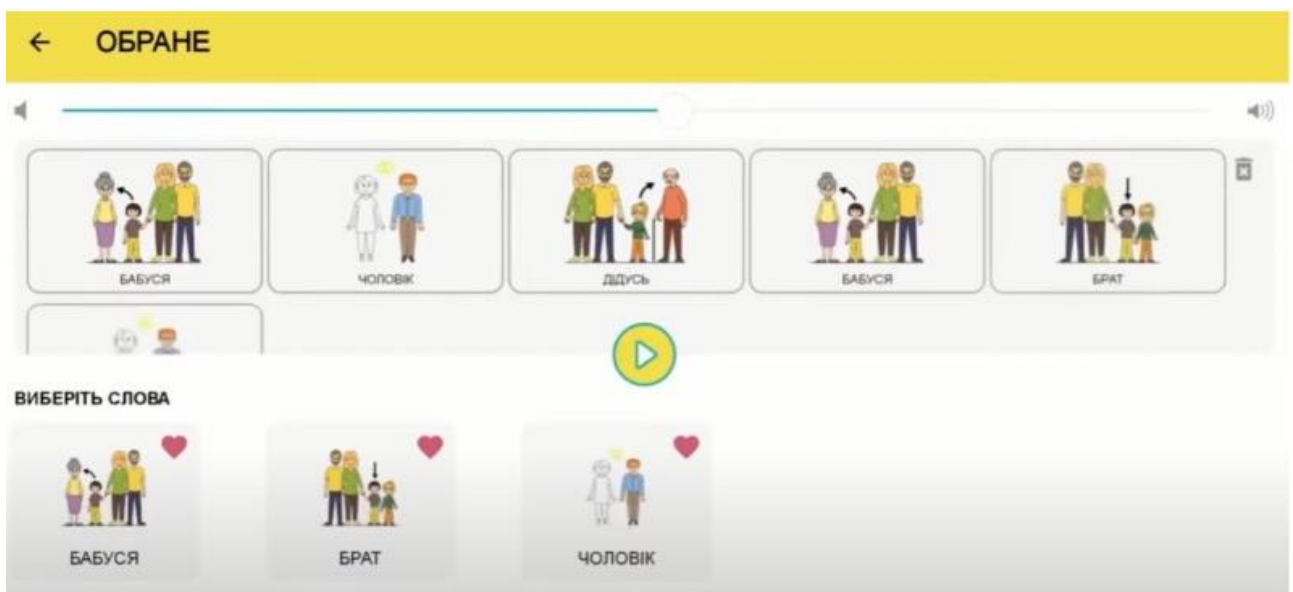 ОБРАНЕ
БАБУСЯ
ЧОЛОВІК
ДІДУСЬ
БАБУСЯ
БРАТ
ВИБЕРІТЬ СЛОВА
БАБУСЯ
БРАТ
ЧОЛОВІК